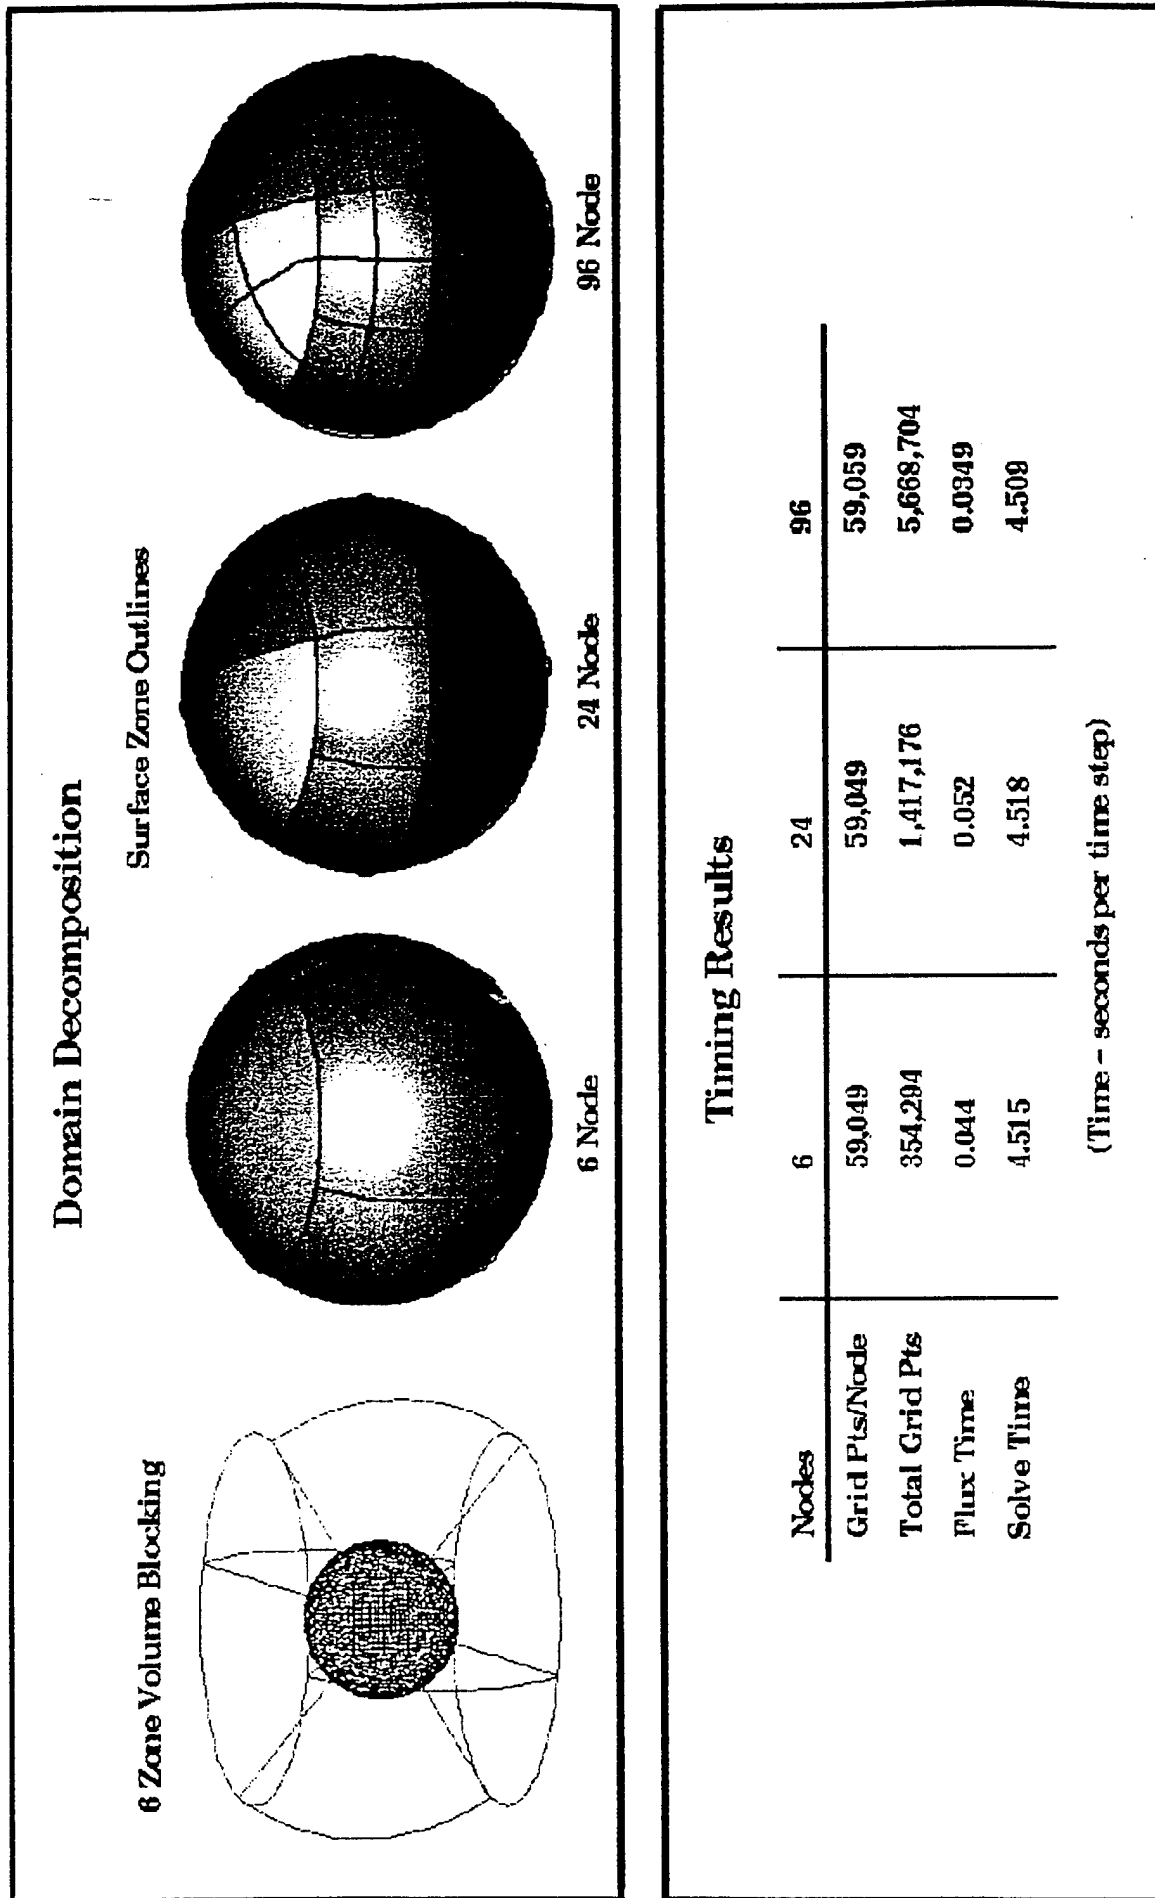 Domain Decomposition
6 Zone Volume Blocking
Surface Zone Outlines
6 Node
24 Node
96 Node
Timing Results
Nodes 6 24 96
Grid Pts/Node 59,049 59,049 59,059
Total Grid Pts 354,294 1,417,176 5,668,704
Flux Time 0.044 0.052 0.0349
Solve Time 4.515 4.518 4.509
(Time - seconds per time step)